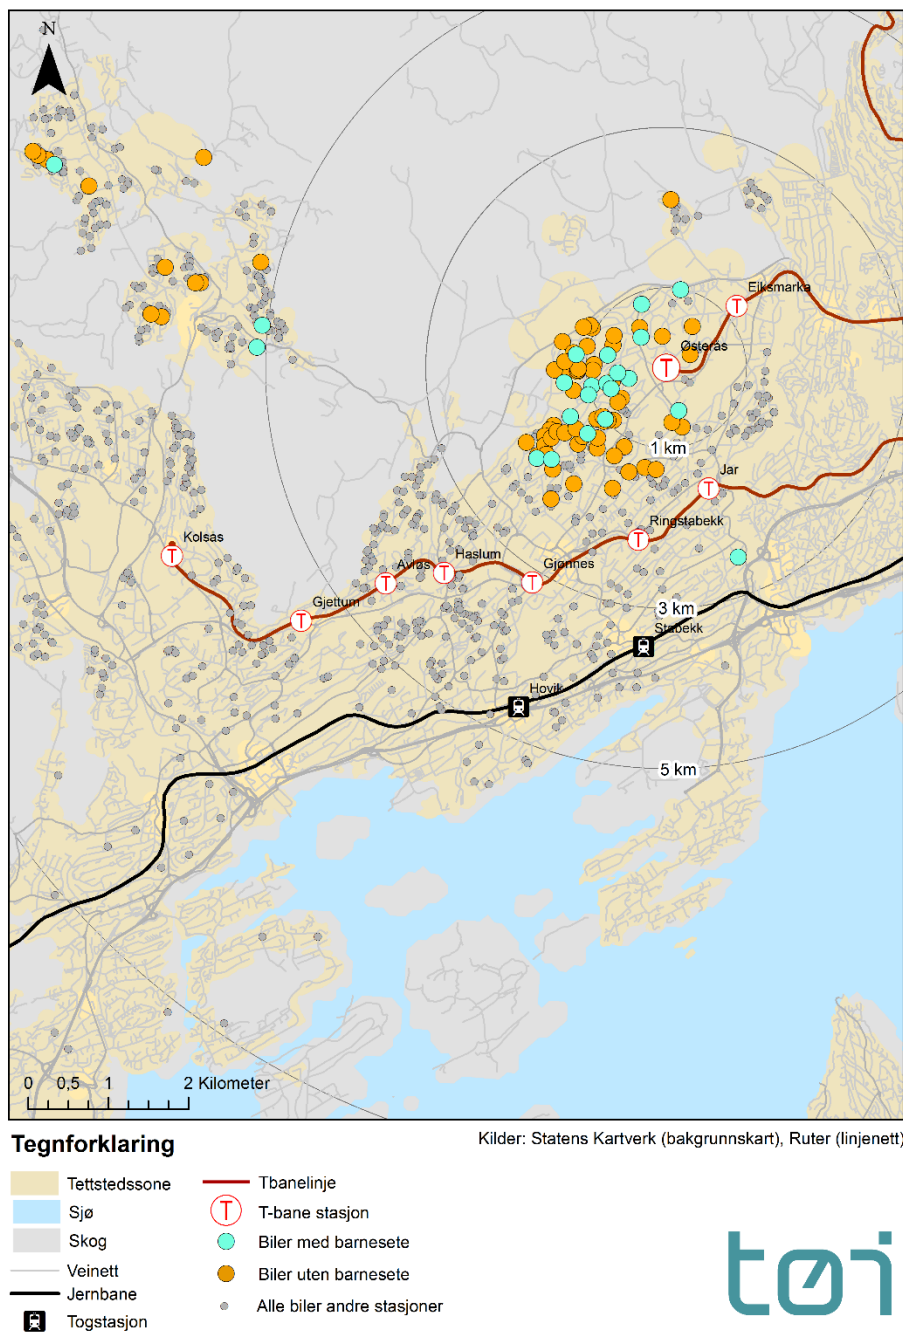 N
Eiksmarka
Østerås
1 km
Jar
Ringstabekk
Kolsås
Avløs
Haslum
Gjønnes
Gjettum
3 km
Stabekk
Hovik
5 km
0 0,5 1 2 Kilometer
Tegnforklaring
Kilder: Statens Kartverk (bakgrunnskart), Ruter (linjenett)
Tettstedssone
Sjø
Skog
Veinett
Jernbane
Togstasjon
Tbanelinje
T T-bane stasjon
Biler med barnesete
Biler uten barnesete
Alle biler andre stasjoner
tøi